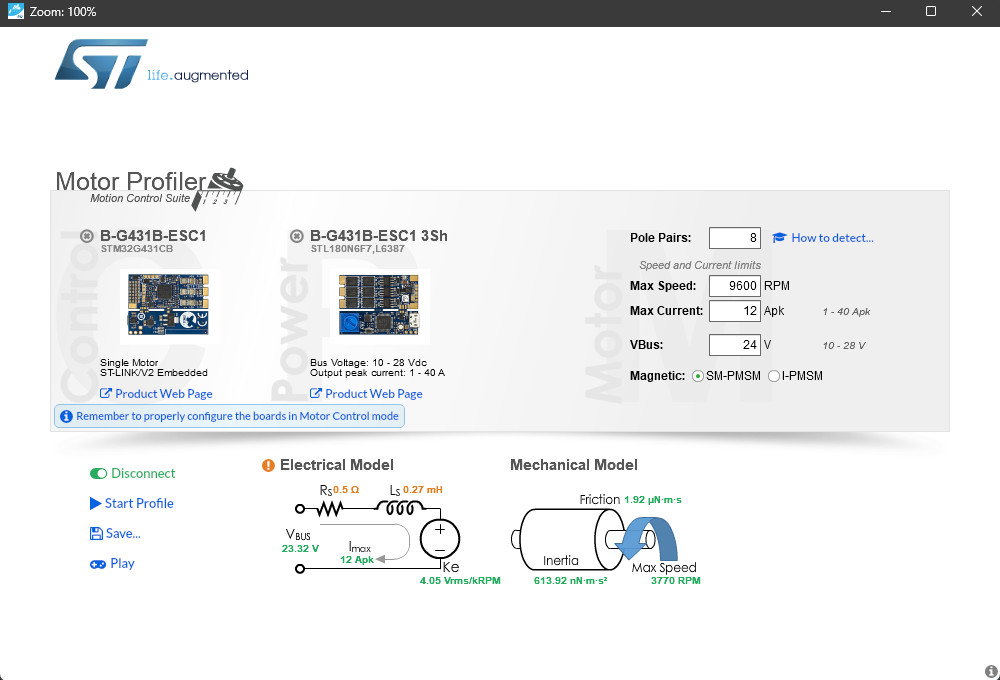 Zoom: 100%
ST
life.augmented
Motor Profiler
Motion Control Suite
1 2 3
Control
Power
Motor
C
P
M
B-G431B-ESC1
STM32G431CB
Single Motor
ST-LINK/V2 Embedded
Product Web Page
B-G431B-ESC1 3Sh
STL180N6F7,L6387
Bus Voltage: 10 - 28 Vdc
Output peak current: 1 - 40 A
Product Web Page
Remember to properly configure the boards in Motor Control mode
Pole Pairs: 8 How to detect...
Speed and Current limits
Max Speed: 9600 RPM
Max Current: 12 Apk 1 - 40 Apk
VBus: 24 V 10 - 28 V
Magnetic: SM-PMSM I-PMSM
Disconnect
Start Profile
Save...
Play
Electrical Model
Rs 0.5 Ω Ls 0.27 mH
VBUS
23.32 V
Imax
12 Apk
+
−
Ke
4.05 Vrms/kRPM
Mechanical Model
Friction 1.92 µN·m·s
Inertia
613.92 nN·m·s²
Max Speed
3770 RPM